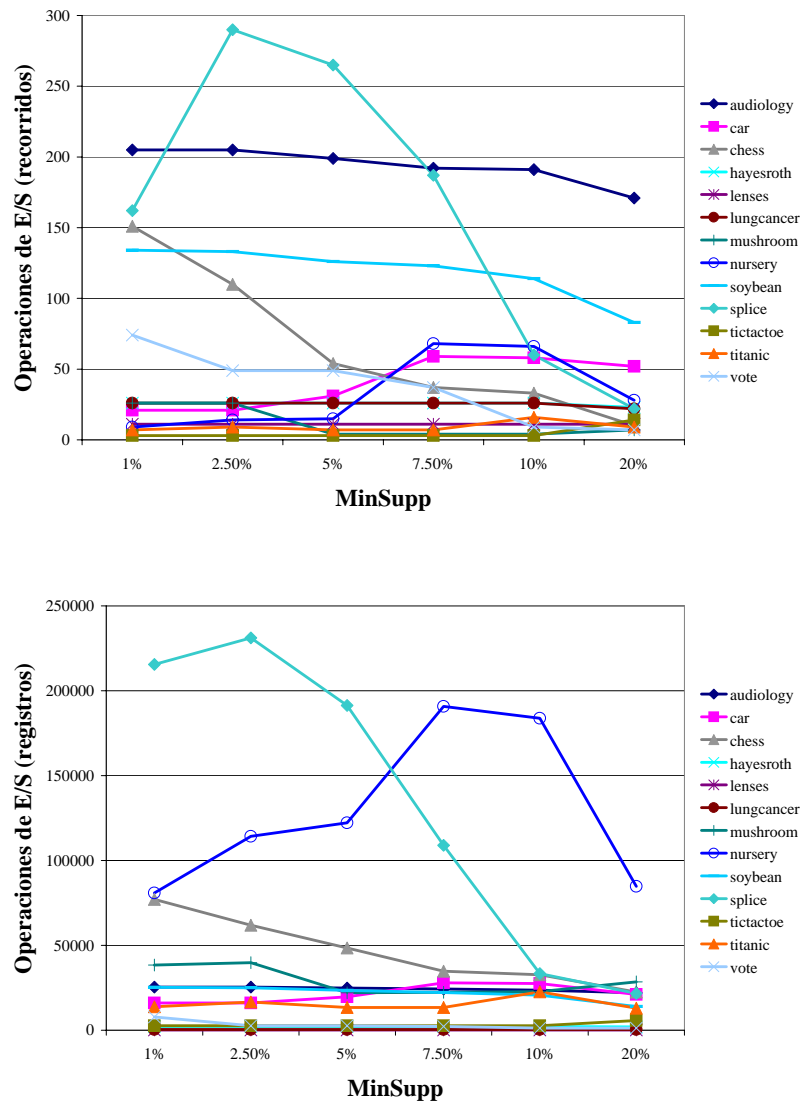 Operaciones de E/S (recorridos)
300
250
200
150
100
50
0
1% 2.50% 5% 7.50% 10% 20%
MinSupp
audiology
car
chess
hayesroth
lenses
lungcancer
mushroom
nursery
soybean
splice
tictactoe
titanic
vote
Operaciones de E/S (registros)
250000
200000
150000
100000
50000
0
1% 2.50% 5% 7.50% 10% 20%
MinSupp
audiology
car
chess
hayesroth
lenses
lungcancer
mushroom
nursery
soybean
splice
tictactoe
titanic
vote